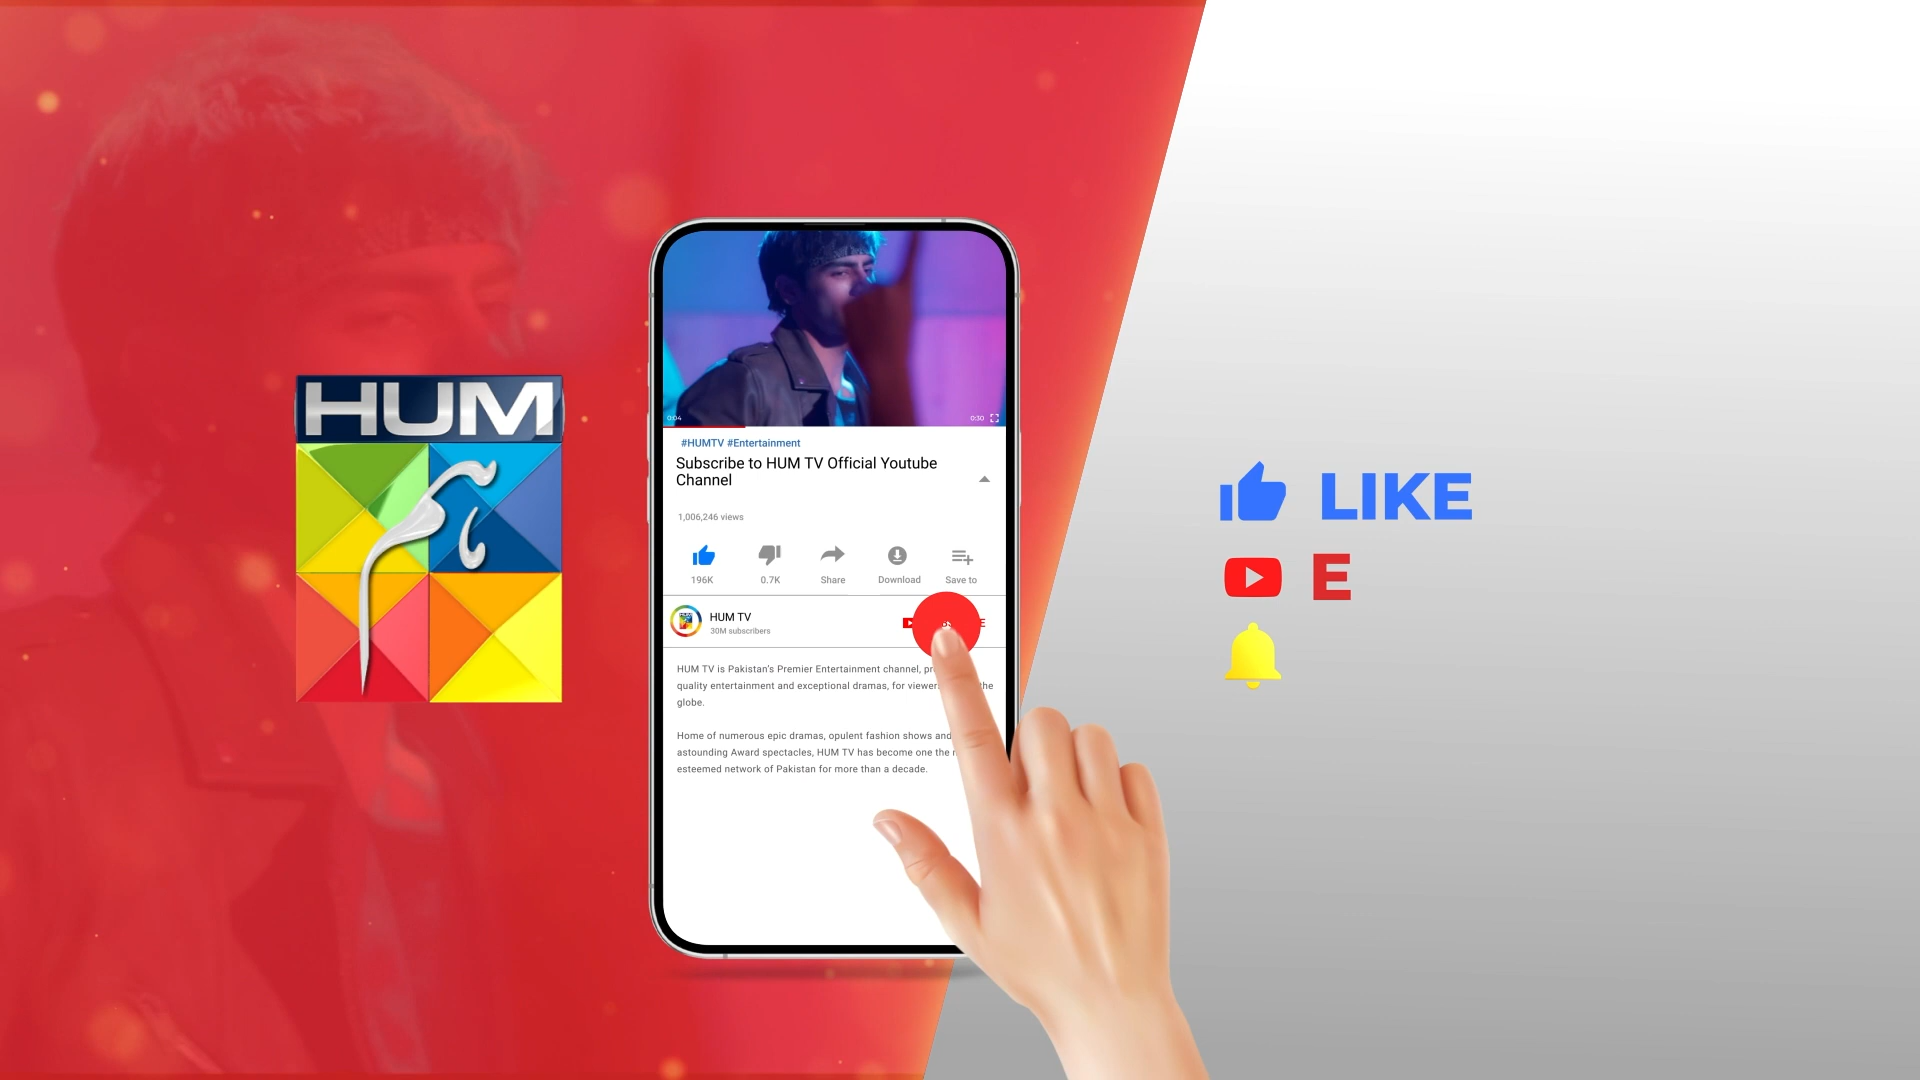 HUM
ہم
0:04
0:30
#HUMTV #Entertainment
Subscribe to HUM TV Official Youtube
Channel
1,006,246 views
196K
0.7K
Share
Download
Save to
HUM TV
30M subscribers
E
HUM TV is Pakistan's Premier Entertainment channel,
quality entertainment and exceptional dramas, for the
globe.
Home of numerous epic dramas, opulent fashion shows and
astounding Award spectacles, HUM TV has become one the
esteemed network of Pakistan for more than a decade.
LIKE
E